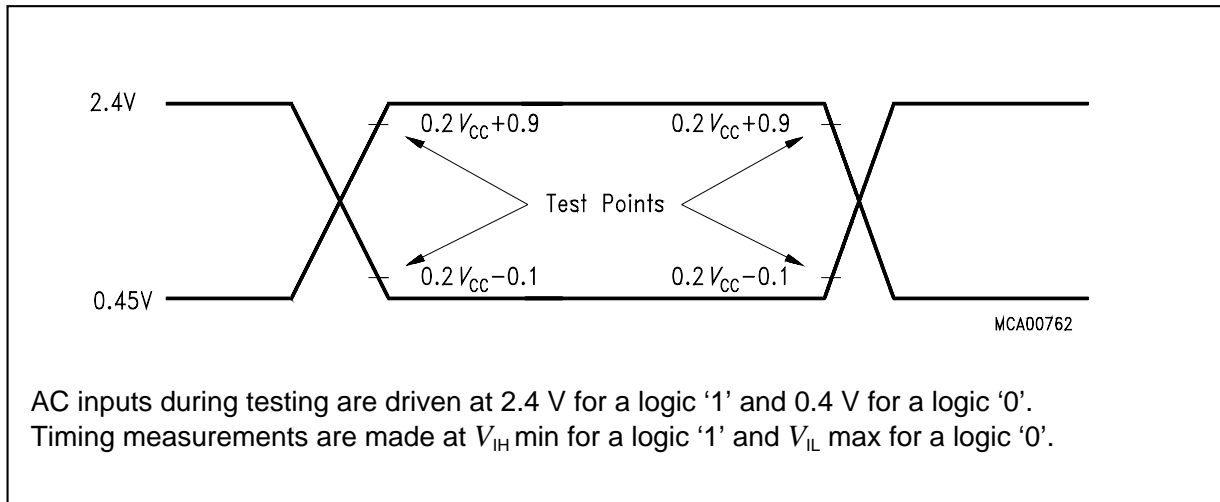 2.4V
0.2 VCC+0.9 0.2 VCC+0.9
Test Points
0.2 VCC−0.1 0.2 VCC−0.1
0.45V
MCA00762
AC inputs during testing are driven at 2.4 V for a logic ‘1’ and 0.4 V for a logic ‘0’.
Timing measurements are made at VIH min for a logic ‘1’ and VIL max for a logic ‘0’.